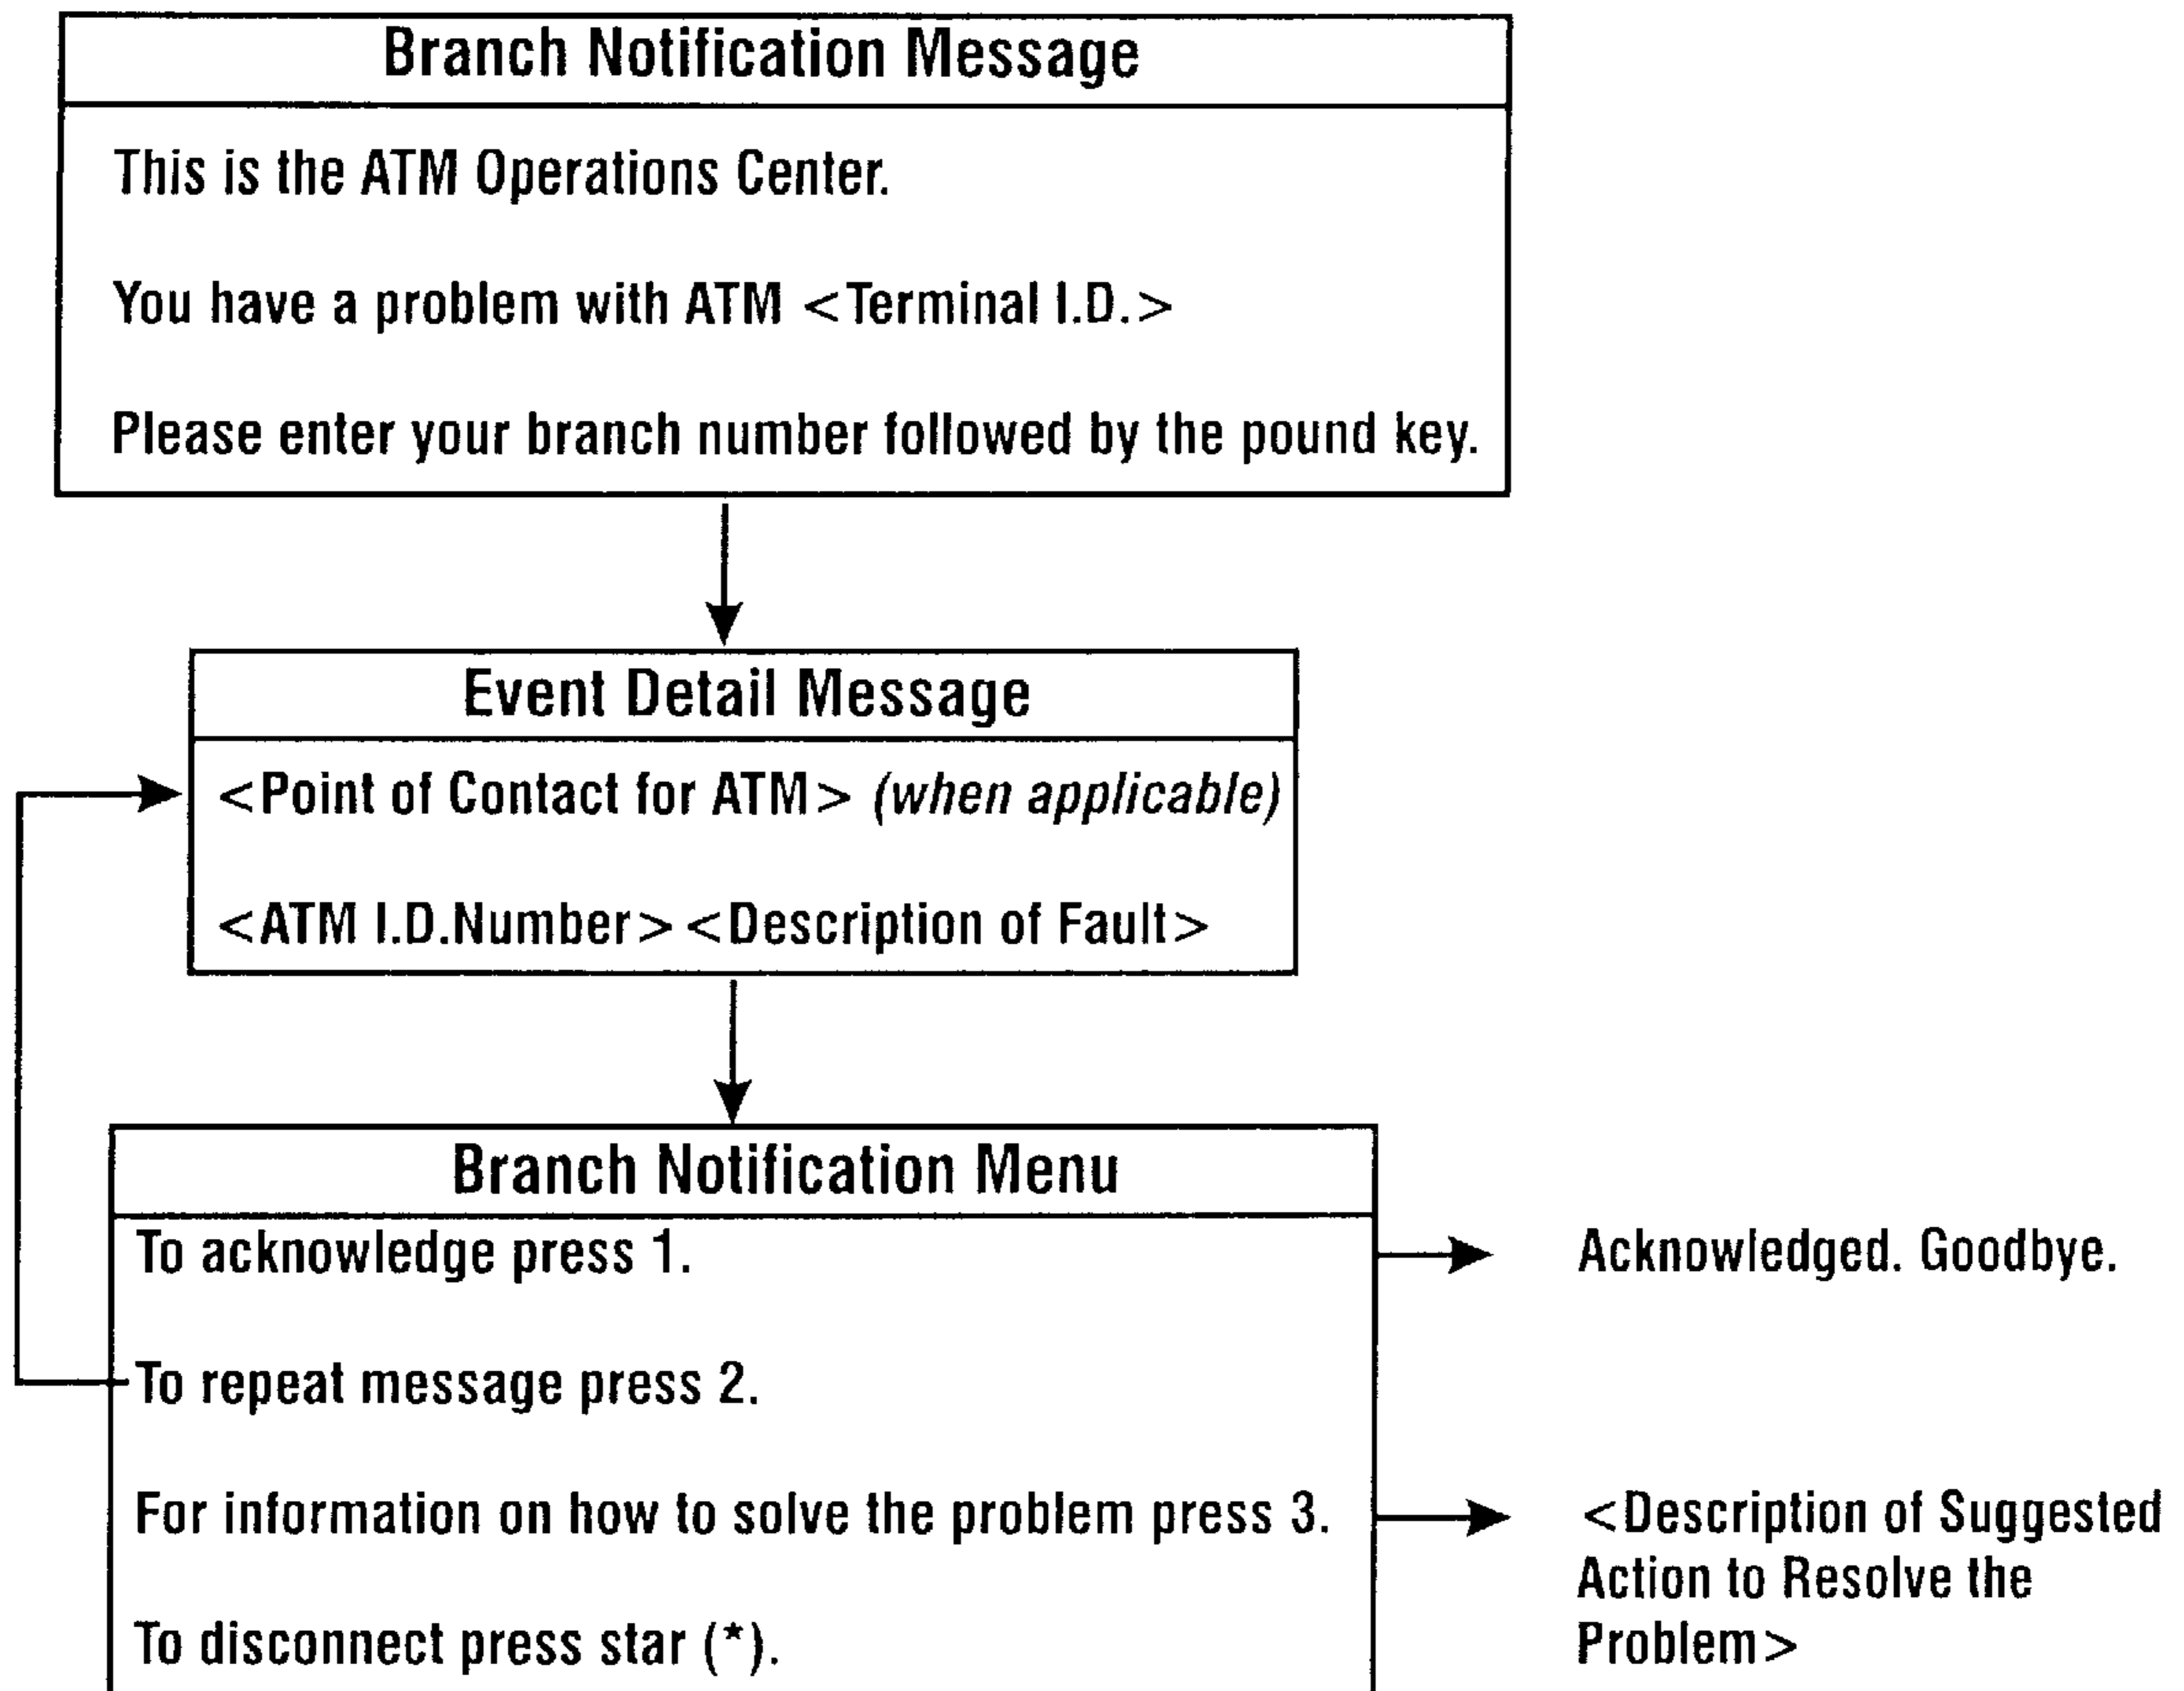 Branch Notification Message
This is the ATM Operations Center.
You have a problem with ATM <Terminal I.D.>
Please enter your branch number followed by the pound key.
Event Detail Message
<Point of Contact for ATM> (when applicable)
<ATM I.D.Number> <Description of Fault>
Branch Notification Menu
To acknowledge press 1.
Acknowledged. Goodbye.
To repeat message press 2.
For information on how to solve the problem press 3.
<Description of Suggested
Action to Resolve the
Problem>
To disconnect press star (*).